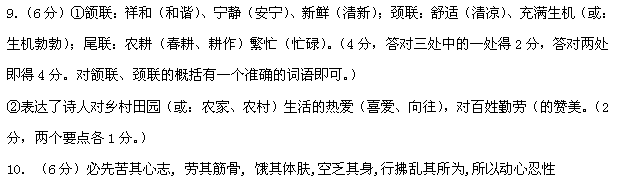 9.（6分）①颔联：祥和（和谐）、宁静（安宁）、新鲜（清新）；颈联：舒适（清凉）、充满生机（或：
生机勃勃）；尾联：农耕（春耕、耕作）繁忙（忙碌）。（4分，答对三处中的一处得2分，答对两处
即得4分。对颔联、颈联的概括有一个准确的词语即可。）
②表达了诗人对乡村田园（或：农家、农村）生活的热爱（喜爱、向往），对百姓勤劳（的赞美。（2
分，两个要点各1分。）
10. （6分）必先苦其心志, 劳其筋骨, 饿其体肤,空乏其身,行拂乱其所为,所以动心忍性